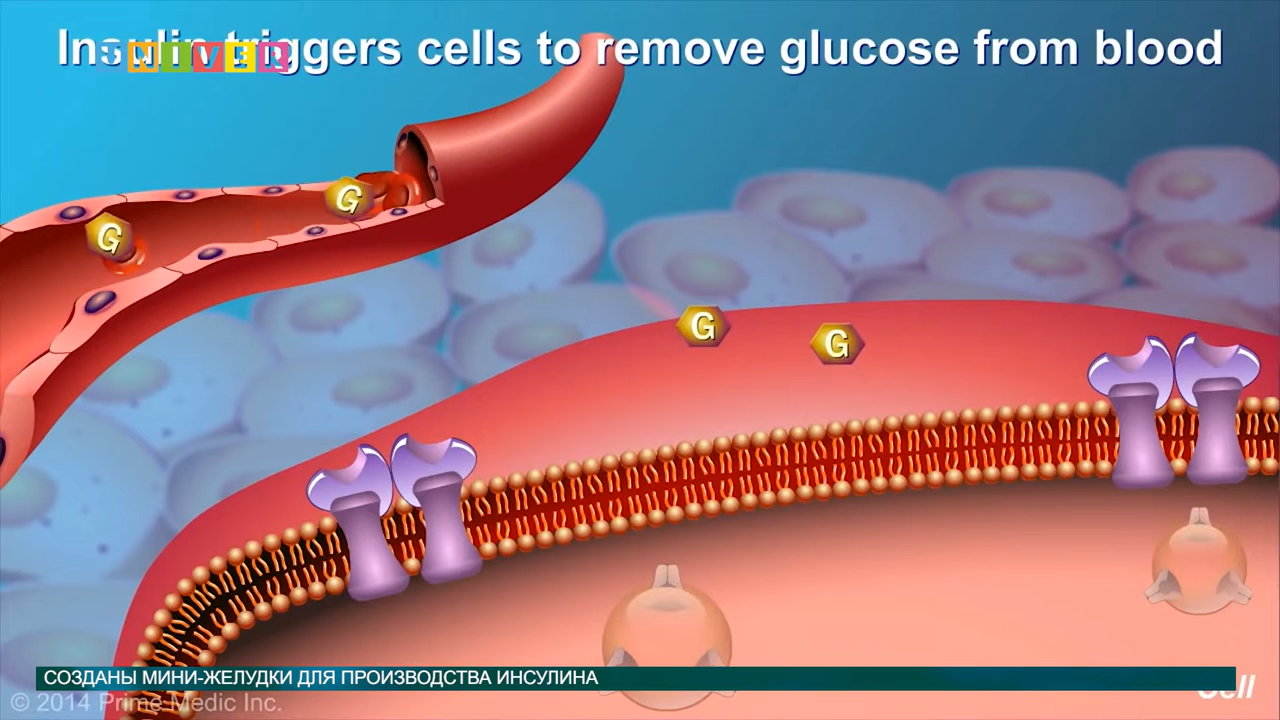 Insulin triggers cells to remove glucose from blood
UNIVER
G
G
G
G
СОЗДАНЫ МИНИ-ЖЕЛУДКИ ДЛЯ ПРОИЗВОДСТВА ИНСУЛИНА
Cell
© 2014 Prime Medic Inc.